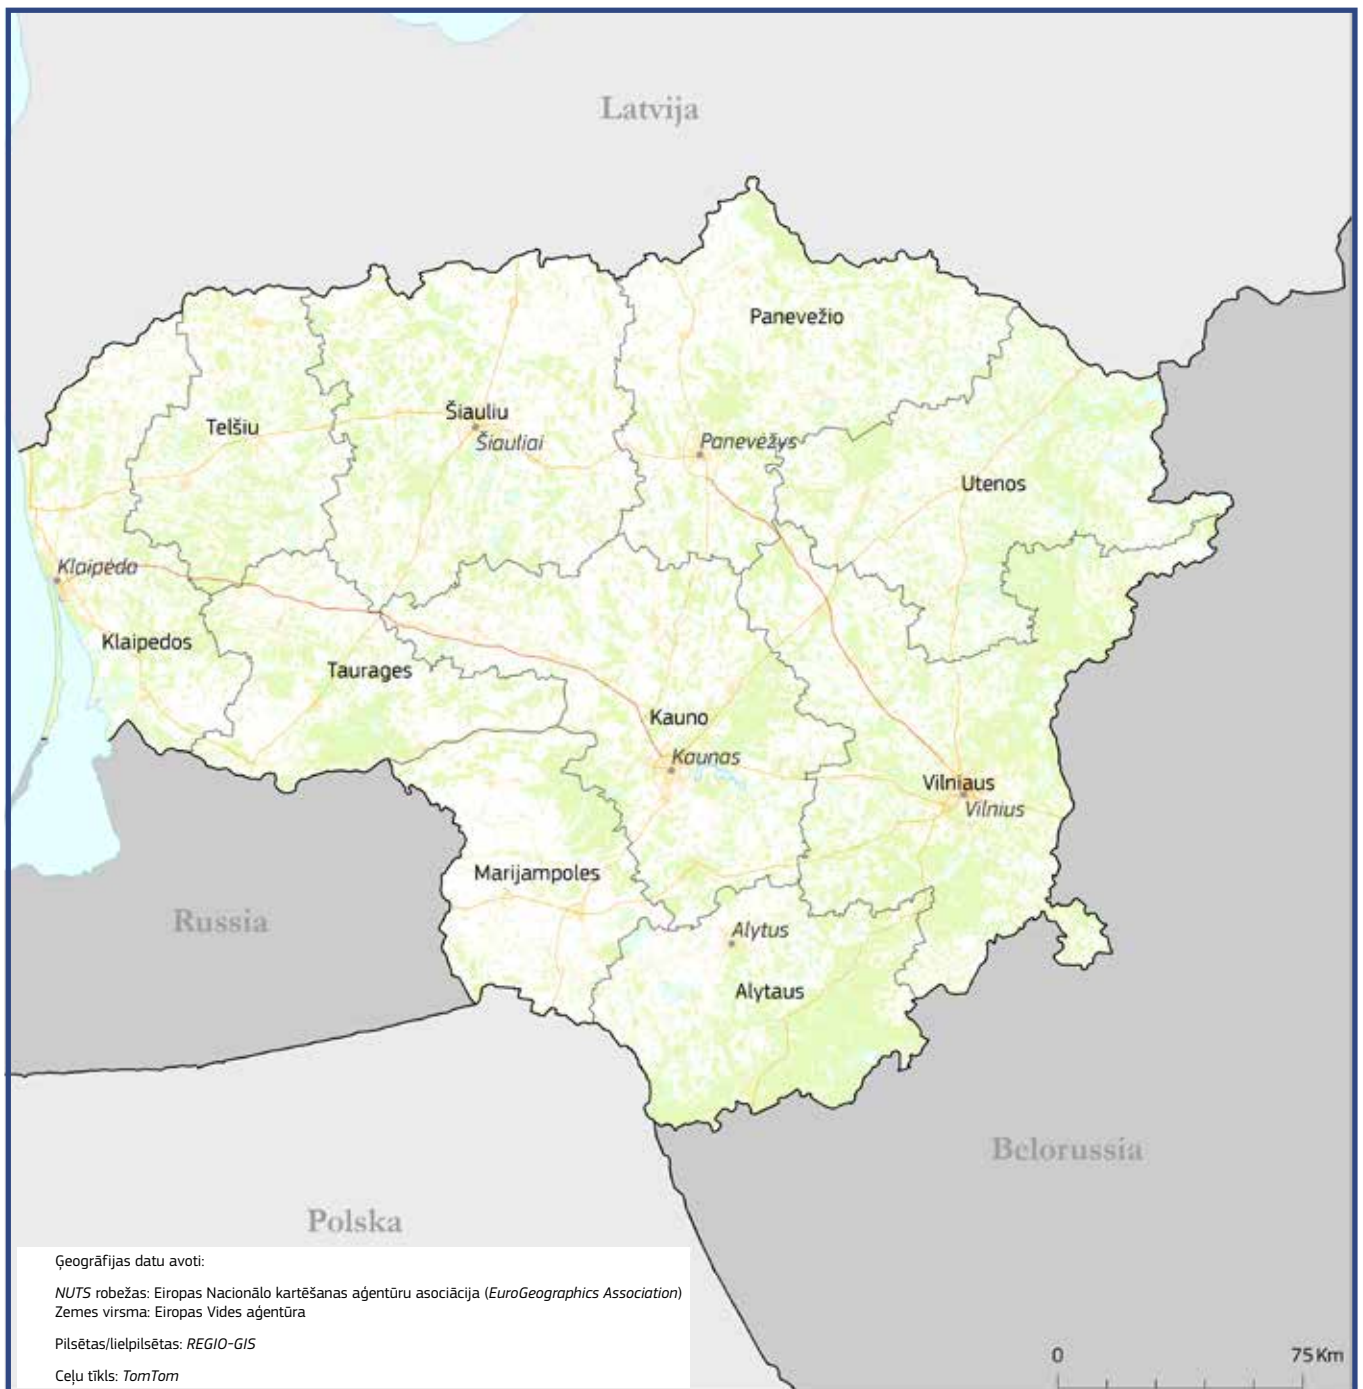 Latvija
Panevežio
Telšiu
Šiauliu
Šiauliai
Panevėžys
Utenos
Klaipėda
Klaipedos
Taurages
Kauno
Kaunas
Vilniaus
Vilnius
Marijampoles
Russia
Alytus
Alytaus
Belorussia
Polska
Ģeogrāfijas datu avoti:
NUTS robežas: Eiropas Nacionālo kartēšanas aģentūru asociācija (EuroGeographics Association)
Zemes virsma: Eiropas Vides aģentūra
Pilsētas/lielpilsētas: REGIO-GIS
Ceļu tīkls: TomTom
0 75 Km